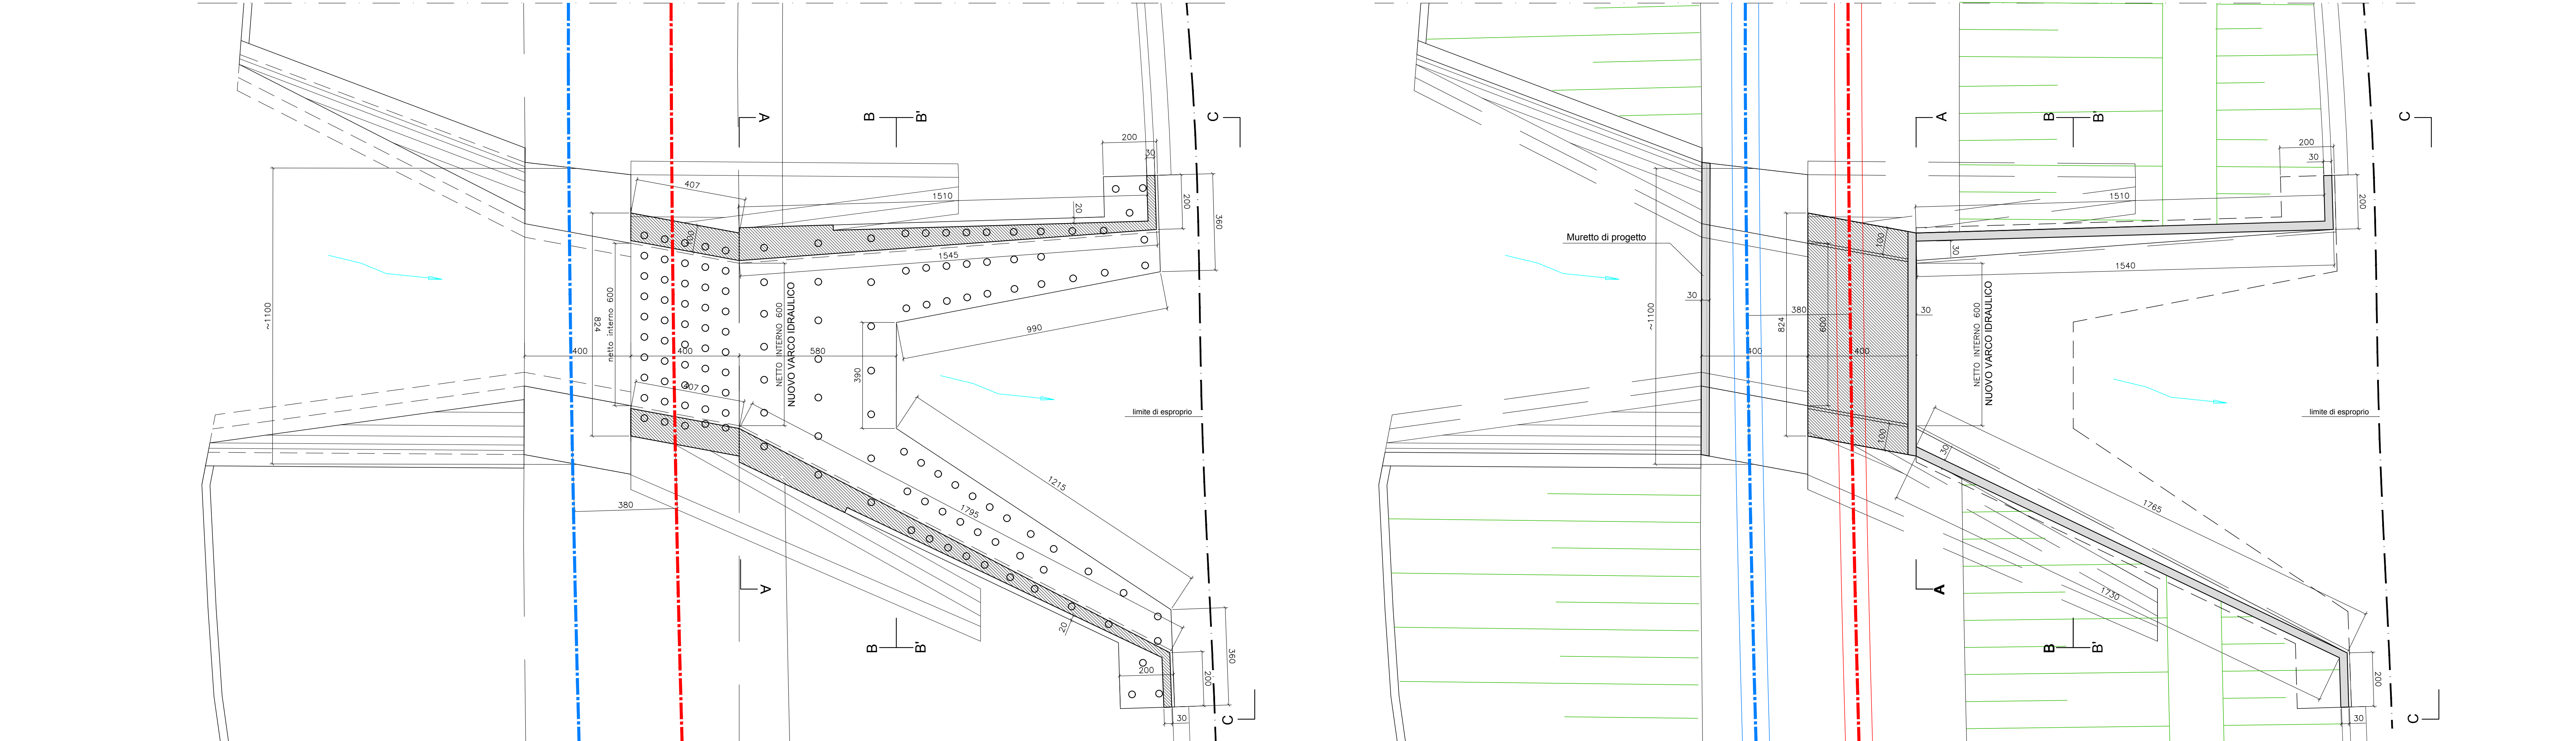 A
B
B'
C
200
30
407
1510
20
200
360
100
1545
~1100
824
netto interno 600
NETTO INTERNO 600
NUOVO VARCO IDRAULICO
990
400
400
580
390
407
limite di esproprio
1215
1795
380
A
20
B
B'
200
360
200
30
C
A
B
B'
C
200
30
1510
200
Muretto di progetto
100
30
1540
30
~1100
380
824
600
30
NETTO INTERNO 600
NUOVO VARCO IDRAULICO
400
400
limite di esproprio
100
30
1765
1730
A
B
B'
200
30
C